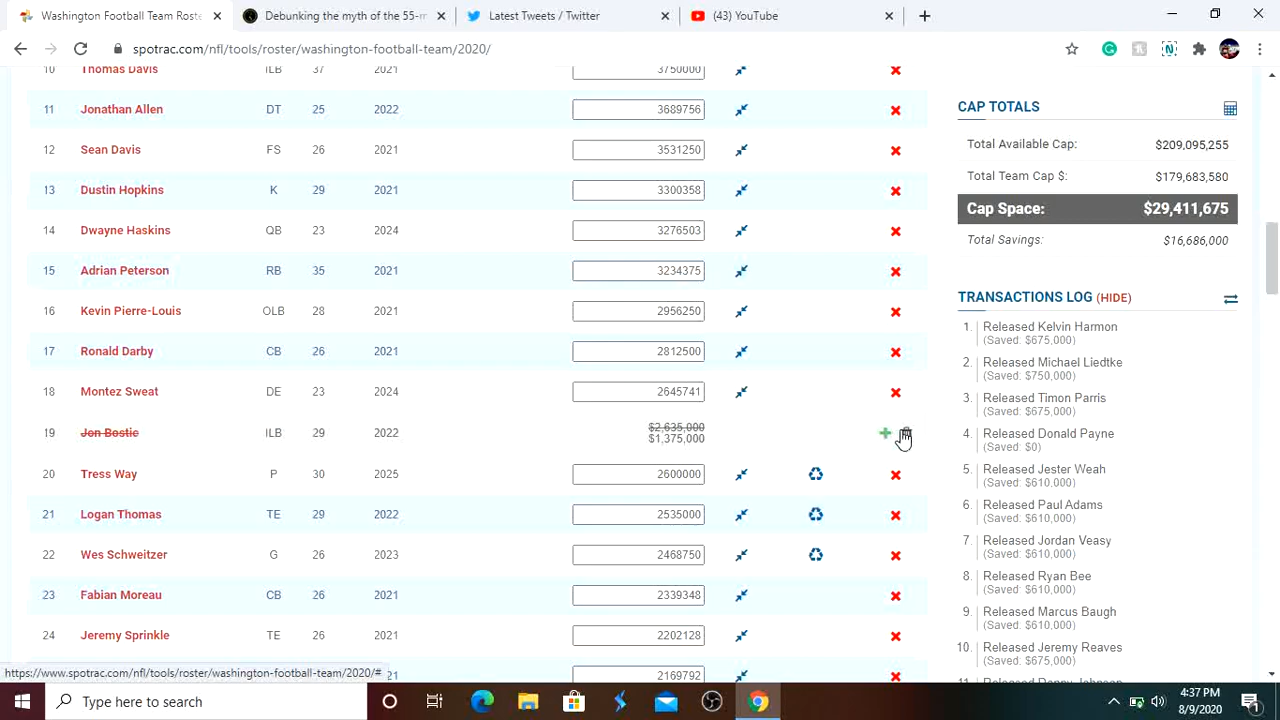 Washington Football Team Roste
Debunking the myth of the 55-m
Latest Tweets / Twitter
(43) YouTube
spotrac.com/nfl/tools/roster/washington-football-team/2020/
10 Thomas Davis ILB 37 2021 3750000
11 Jonathan Allen DT 25 2022 3689756
12 Sean Davis FS 26 2021 3531250
13 Dustin Hopkins K 29 2021 3300358
14 Dwayne Haskins QB 23 2024 3276503
15 Adrian Peterson RB 35 2021 3234375
16 Kevin Pierre-Louis OLB 28 2021 2956250
17 Ronald Darby CB 26 2021 2812500
18 Montez Sweat DE 23 2024 2645741
19 Jon Bostic ILB 29 2022 $2,635,000
$1,375,000
20 Tress Way P 30 2025 2600000
21 Logan Thomas TE 29 2022 2535000
22 Wes Schweitzer G 26 2023 2468750
23 Fabian Moreau CB 26 2021 2339348
24 Jeremy Sprinkle TE 26 2021 2202128
2169792
CAP TOTALS
Total Available Cap: $209,095,255
Total Team Cap $: $179,683,580
Cap Space: $29,411,675
Total Savings: $16,686,000
TRANSACTIONS LOG (HIDE)
1. Released Kelvin Harmon
(Saved: $675,000)
2. Released Michael Liedtke
(Saved: $750,000)
3. Released Timon Parris
(Saved: $675,000)
4. Released Donald Payne
(Saved: $0)
5. Released Jester Weah
(Saved: $610,000)
6. Released Paul Adams
(Saved: $610,000)
7. Released Jordan Veasy
(Saved: $610,000)
8. Released Ryan Bee
(Saved: $610,000)
9. Released Marcus Baugh
(Saved: $610,000)
10. Released Jeremy Reaves
(Saved: $675,000)
https://www.spotrac.com/nfl/tools/roster/washington-football-team/2020/#
Type here to search
4:37 PM
8/9/2020